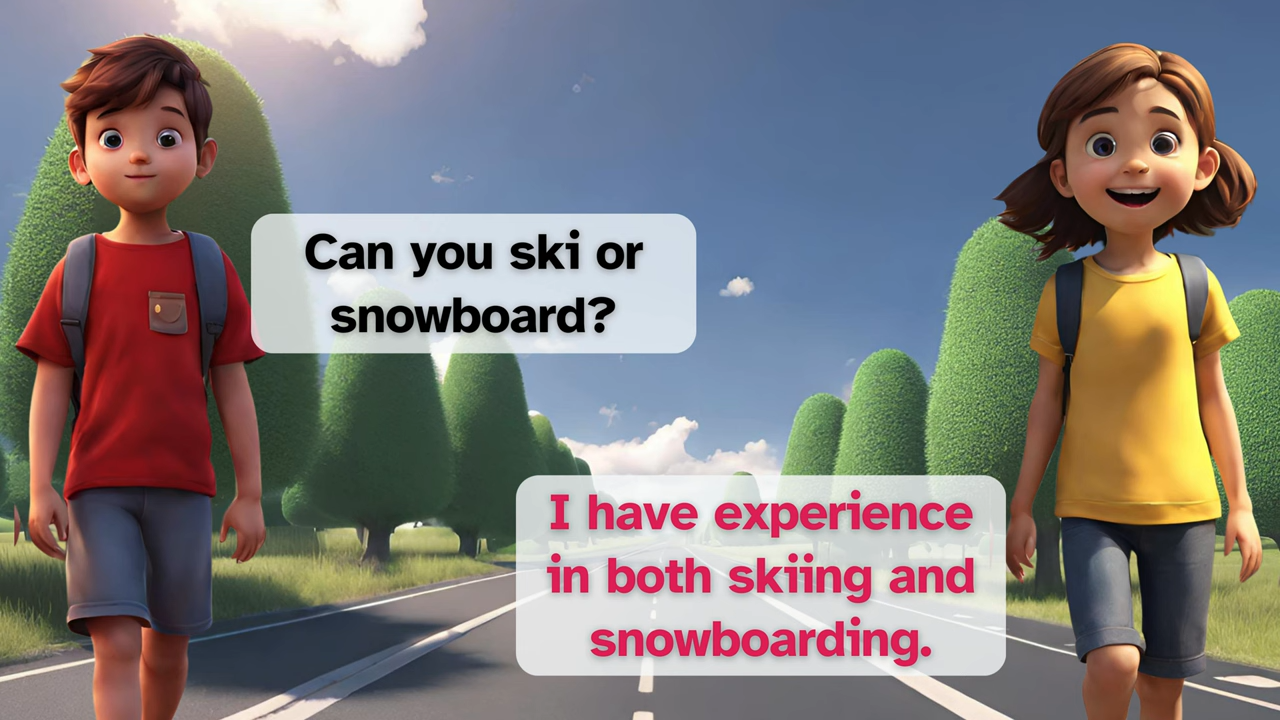 Can you ski or
snowboard?
I have experience
in both skiing and
snowboarding.